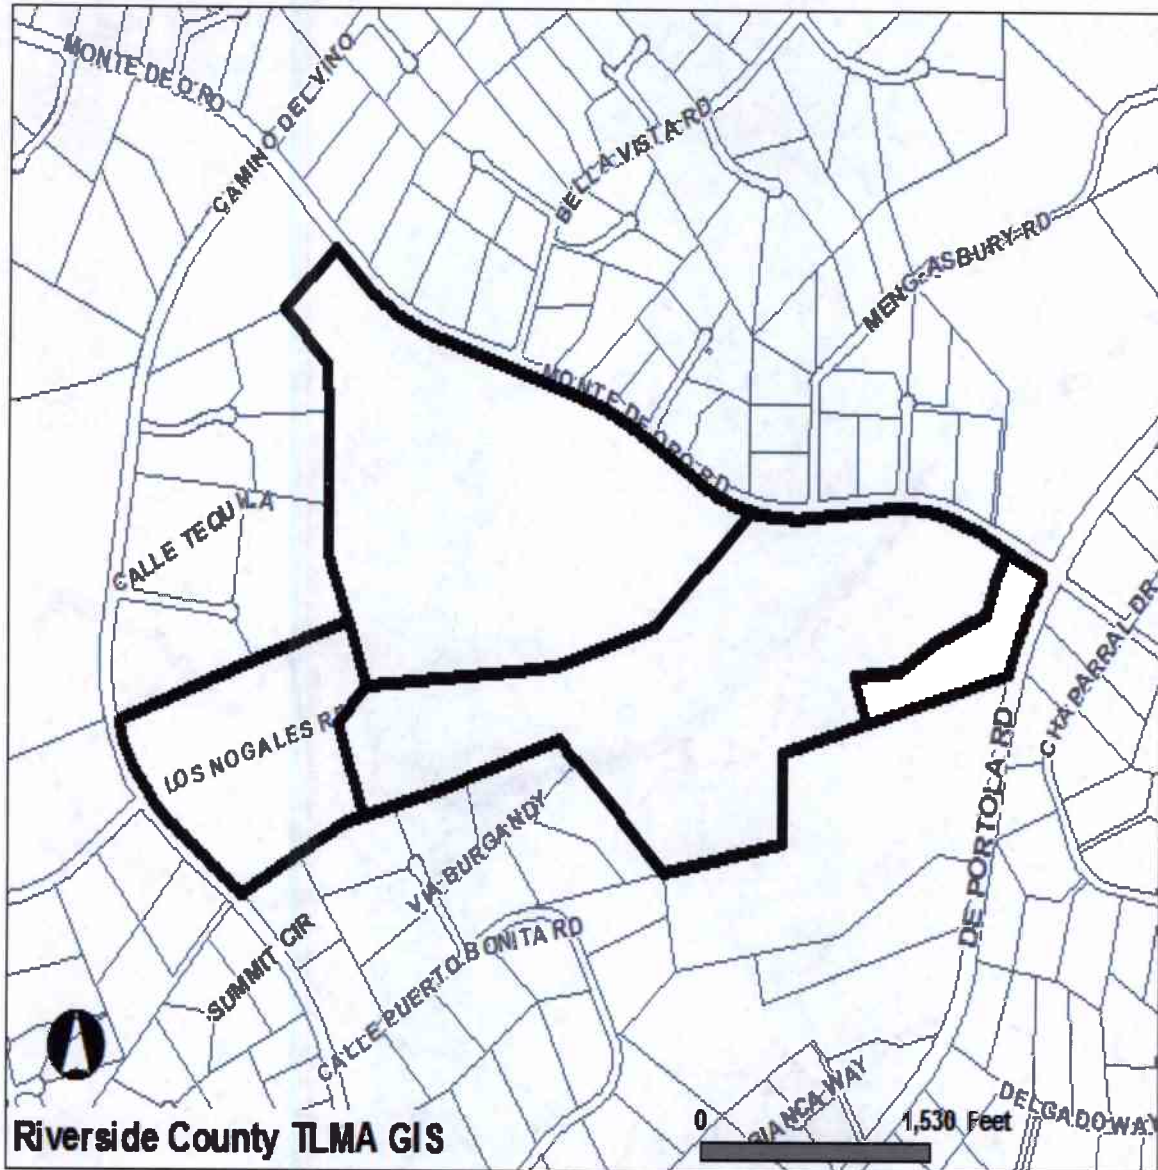 MONTE DE O RD
CAMINO DEL VINO
BELLA VISTA RD
MENG-ASBURY RD
MONTE DE ORO RD
CALLE TEQUILA
CHAPARRAL DR
LOS NOGALES R
DE PORTOLA RD
VIA BURGANDY
CALLE PUERTO BONITA RD
SUMMIT CIR
BIANCA WAY
DELGADO WAY
0 1,530 Feet
Riverside County TLMA GIS